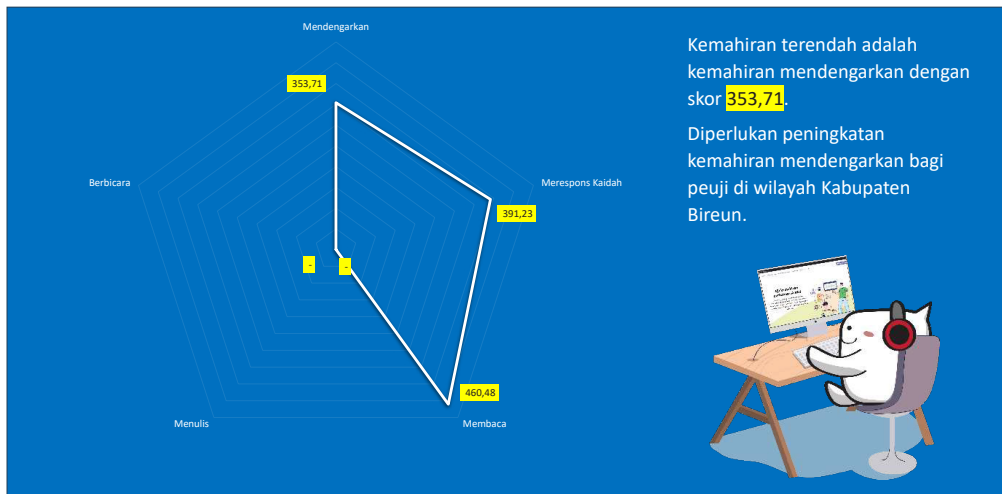 Mendengarkan
353,71
Berbicara
Merespons Kaidah
391,23
-
-
460,48
Menulis
Membaca
Kemahiran terendah adalah
kemahiran mendengarkan dengan
skor 353,71.
Diperlukan peningkatan
kemahiran mendengarkan bagi
peuji di wilayah Kabupaten
Bireun.